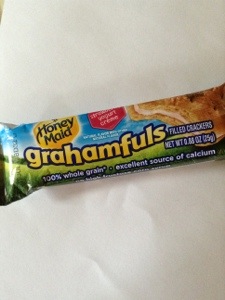 Honey
Maid
strawberry
yogurt
creme
grahamfuls
FILLED CRACKERS
NET WT 0.88 OZ (25g)
100% whole grain* • excellent source of calcium